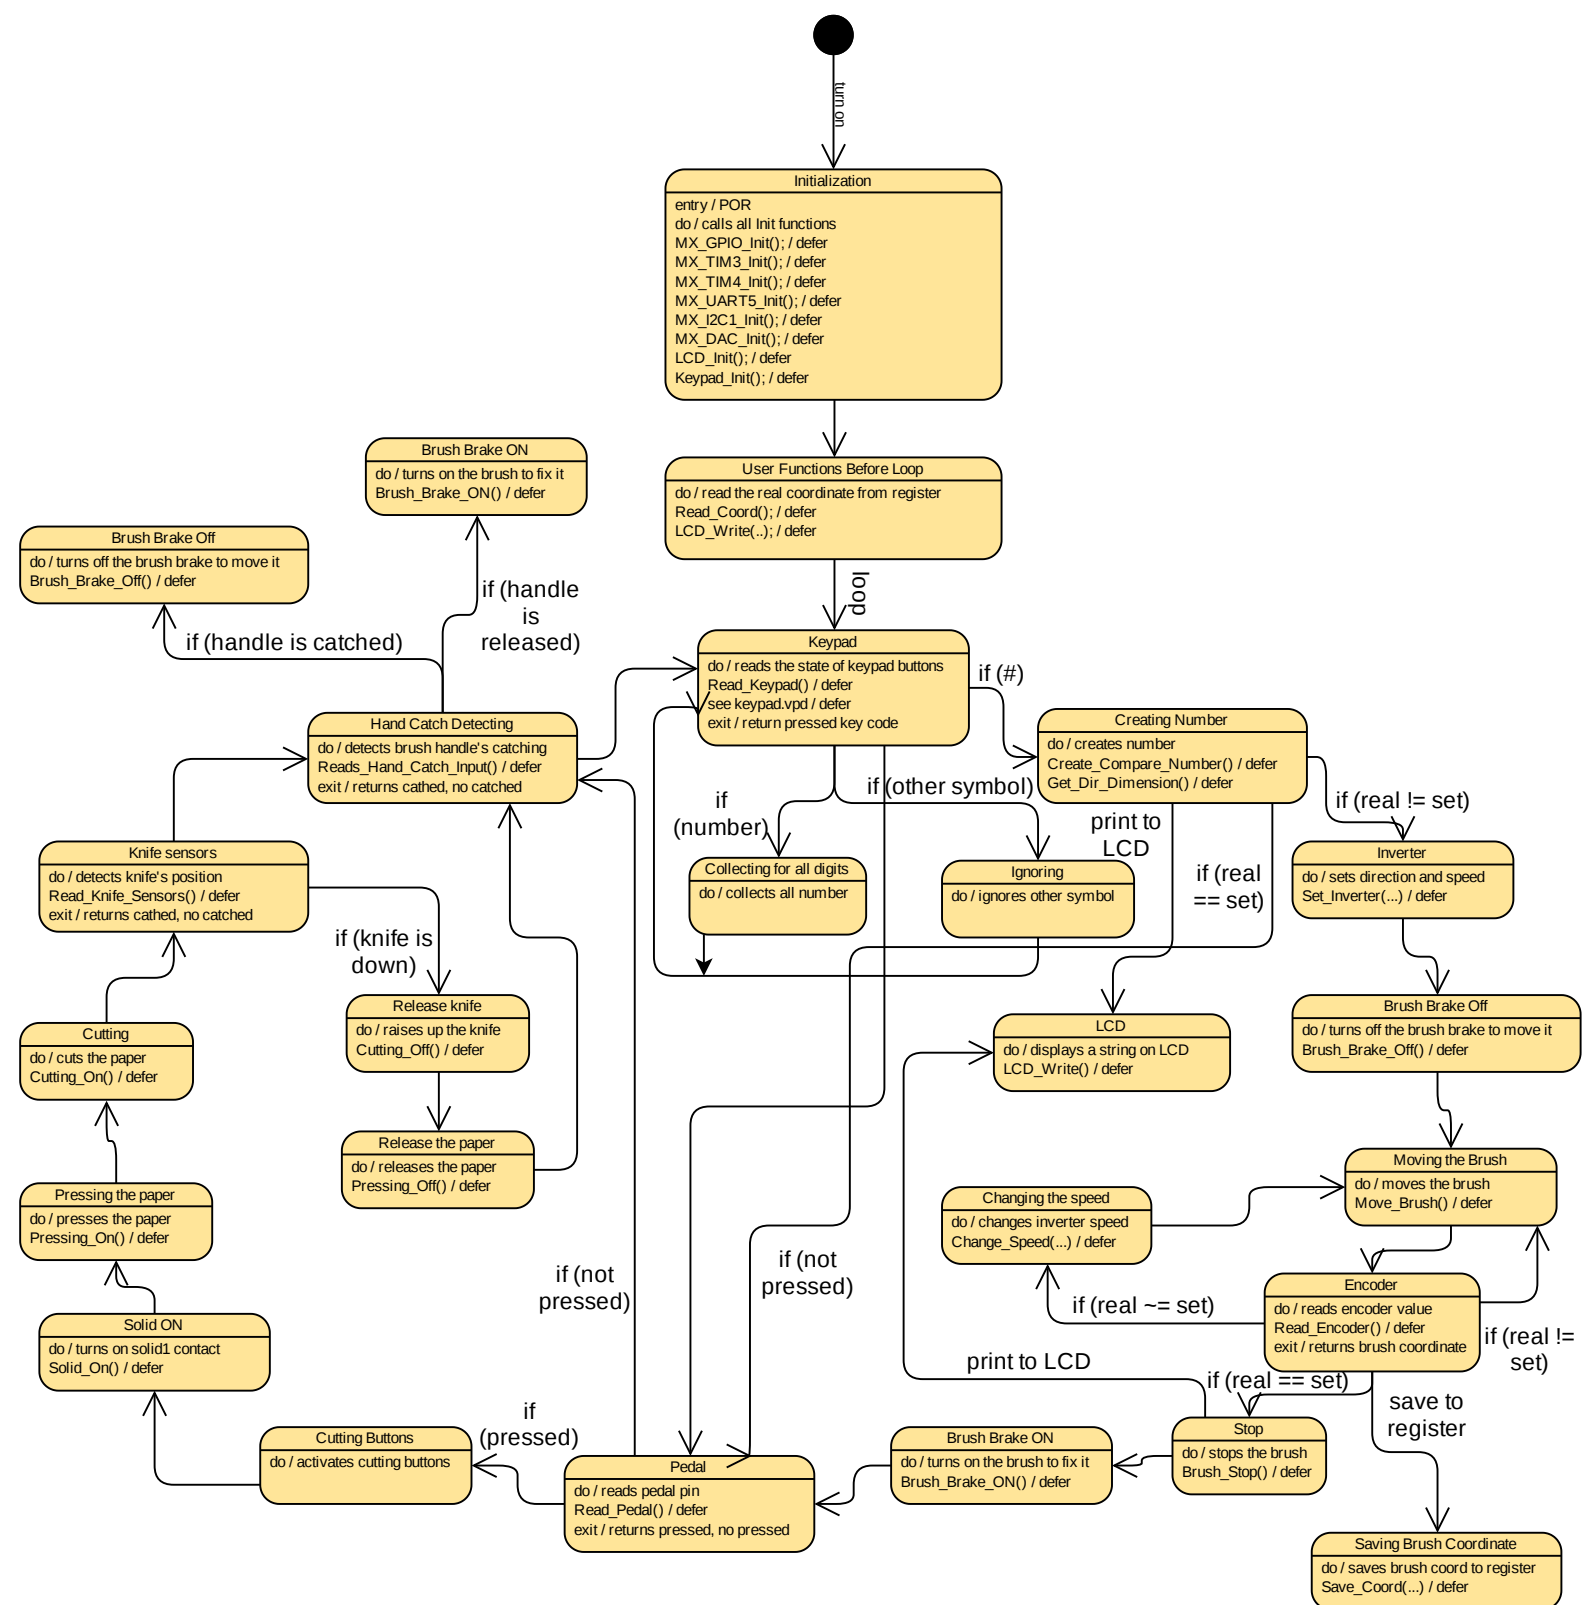 turn on
Initialization
entry / POR
do / calls all Init functions
MX_GPIO_Init(); / defer
MX_TIM3_Init(); / defer
MX_TIM4_Init(); / defer
MX_UART5_Init(); / defer
MX_I2C1_Init(); / defer
MX_DAC_Init(); / defer
LCD_Init(); / defer
Keypad_Init(); / defer
User Functions Before Loop
do / read the real coordinate from register
Read_Coord(); / defer
LCD_Write(..); / defer
loop
Brush Brake ON
do / turns on the brush to fix it
Brush_Brake_ON() / defer
Brush Brake Off
do / turns off the brush brake to move it
Brush_Brake_Off() / defer
if (handle
is
released)
if (handle is catched)
Keypad
do / reads the state of keypad buttons
Read_Keypad() / defer
see keypad.vpd / defer
exit / return pressed key code
if (#)
Hand Catch Detecting
do / detects brush handle's catching
Reads_Hand_Catch_Input() / defer
exit / returns cathed, no catched
Creating Number
do / creates number
Create_Compare_Number() / defer
Get_Dir_Dimension() / defer
if
(number)
if (other symbol)
print to
LCD
if (real != set)
if (real
== set)
Knife sensors
do / detects knife's position
Read_Knife_Sensors() / defer
exit / returns cathed, no catched
Collecting for all digits
do / collects all number
Ignoring
do / ignores other symbol
Inverter
do / sets direction and speed
Set_Inverter(...) / defer
if (knife is
down)
Release knife
do / raises up the knife
Cutting_Off() / defer
Cutting
do / cuts the paper
Cutting_On() / defer
LCD
do / displays a string on LCD
LCD_Write() / defer
Brush Brake Off
do / turns off the brush brake to move it
Brush_Brake_Off() / defer
Release the paper
do / releases the paper
Pressing_Off() / defer
Pressing the paper
do / presses the paper
Pressing_On() / defer
Moving the Brush
do / moves the brush
Move_Brush() / defer
Changing the speed
do / changes inverter speed
Change_Speed(...) / defer
if (not
pressed)
if (not
pressed)
Encoder
do / reads encoder value
Read_Encoder() / defer
exit / returns brush coordinate
if (real ~= set)
if (real !=
set)
Solid ON
do / turns on solid1 contact
Solid_On() / defer
print to LCD
if (real == set)
save to
register
if
(pressed)
Cutting Buttons
do / activates cutting buttons
Pedal
do / reads pedal pin
Read_Pedal() / defer
exit / returns pressed, no pressed
Brush Brake ON
do / turns on the brush to fix it
Brush_Brake_ON() / defer
Stop
do / stops the brush
Brush_Stop() / defer
Saving Brush Coordinate
do / saves brush coord to register
Save_Coord(...) / defer